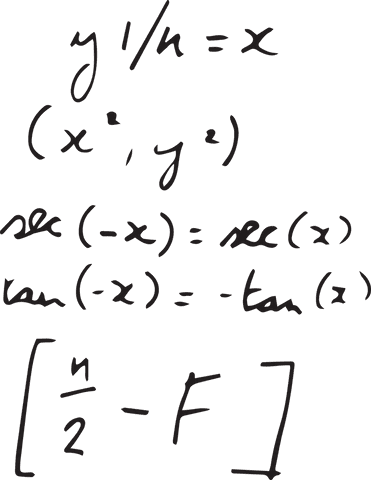 y 1/n = x
(x², y²)
sec(-x) = sec(x)
tan(-x) = -tan(x)
[n/2 - F]